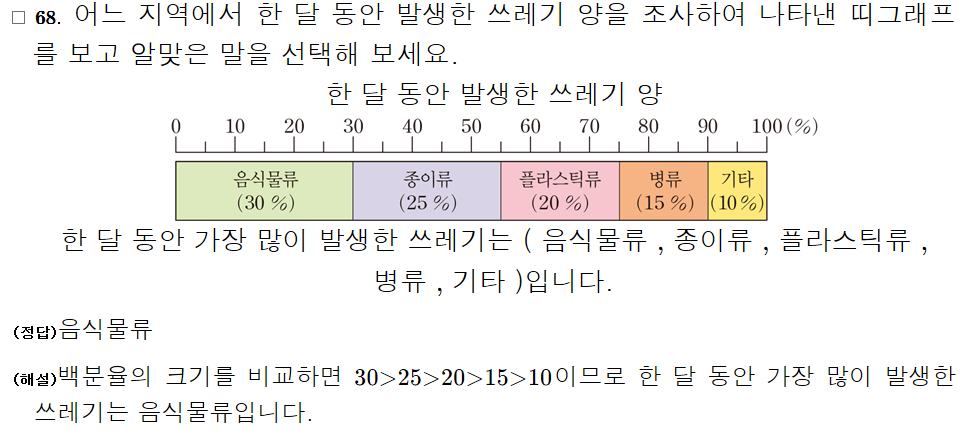 □ 68. 어느 지역에서 한 달 동안 발생한 쓰레기 양을 조사하여 나타낸 띠그래프
를 보고 알맞은 말을 선택해 보세요.
한 달 동안 발생한 쓰레기 양
0 10 20 30 40 50 60 70 80 90 100 (%)
음식물류 종이류 플라스틱류 병류 기타
(30 %) (25 %) (20 %) (15 %) (10 %)
한 달 동안 가장 많이 발생한 쓰레기는 ( 음식물류 , 종이류 , 플라스틱류 ,
병류 , 기타 )입니다.
(정답)음식물류
(해설)백분율의 크기를 비교하면 30>25>20>15>10이므로 한 달 동안 가장 많이 발생한
쓰레기는 음식물류입니다.